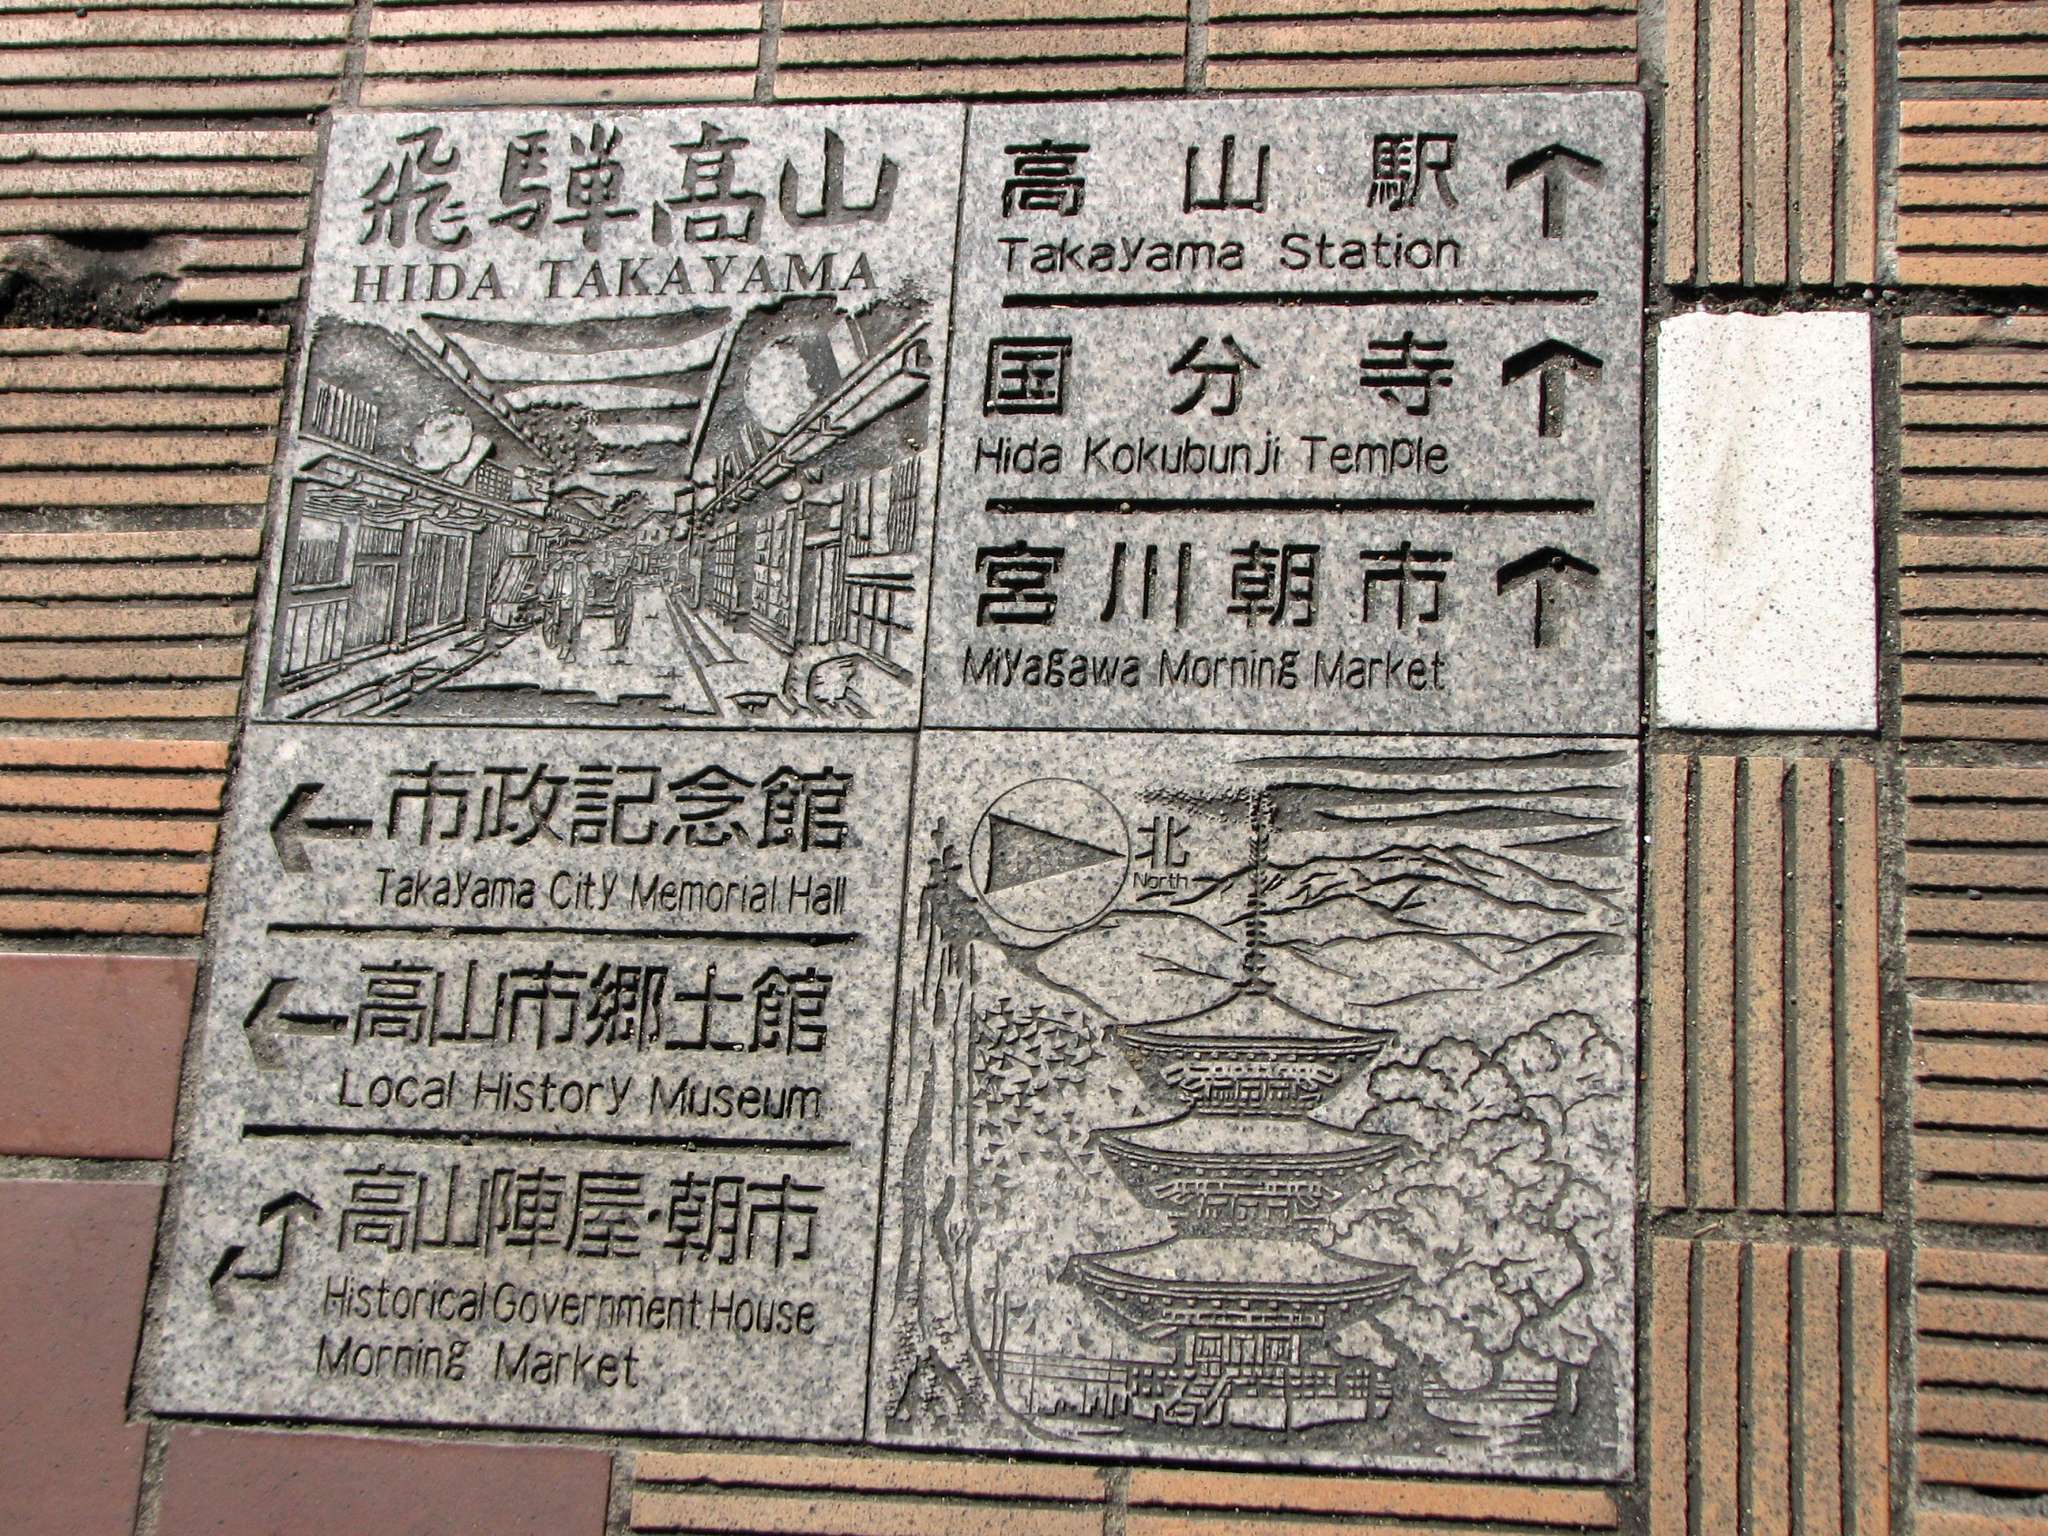 飛騨高山
HIDA TAKAYAMA
高山駅 ↑
Takayama Station
国分寺 ↑
Hida Kokubunji Temple
宮川朝市 ↑
Miyagawa Morning Market
← 市政記念館
Takayama City Memorial Hall
← 高山市郷土館
Local History Museum
高山陣屋・朝市
Historical Government House
Morning Market
北
North